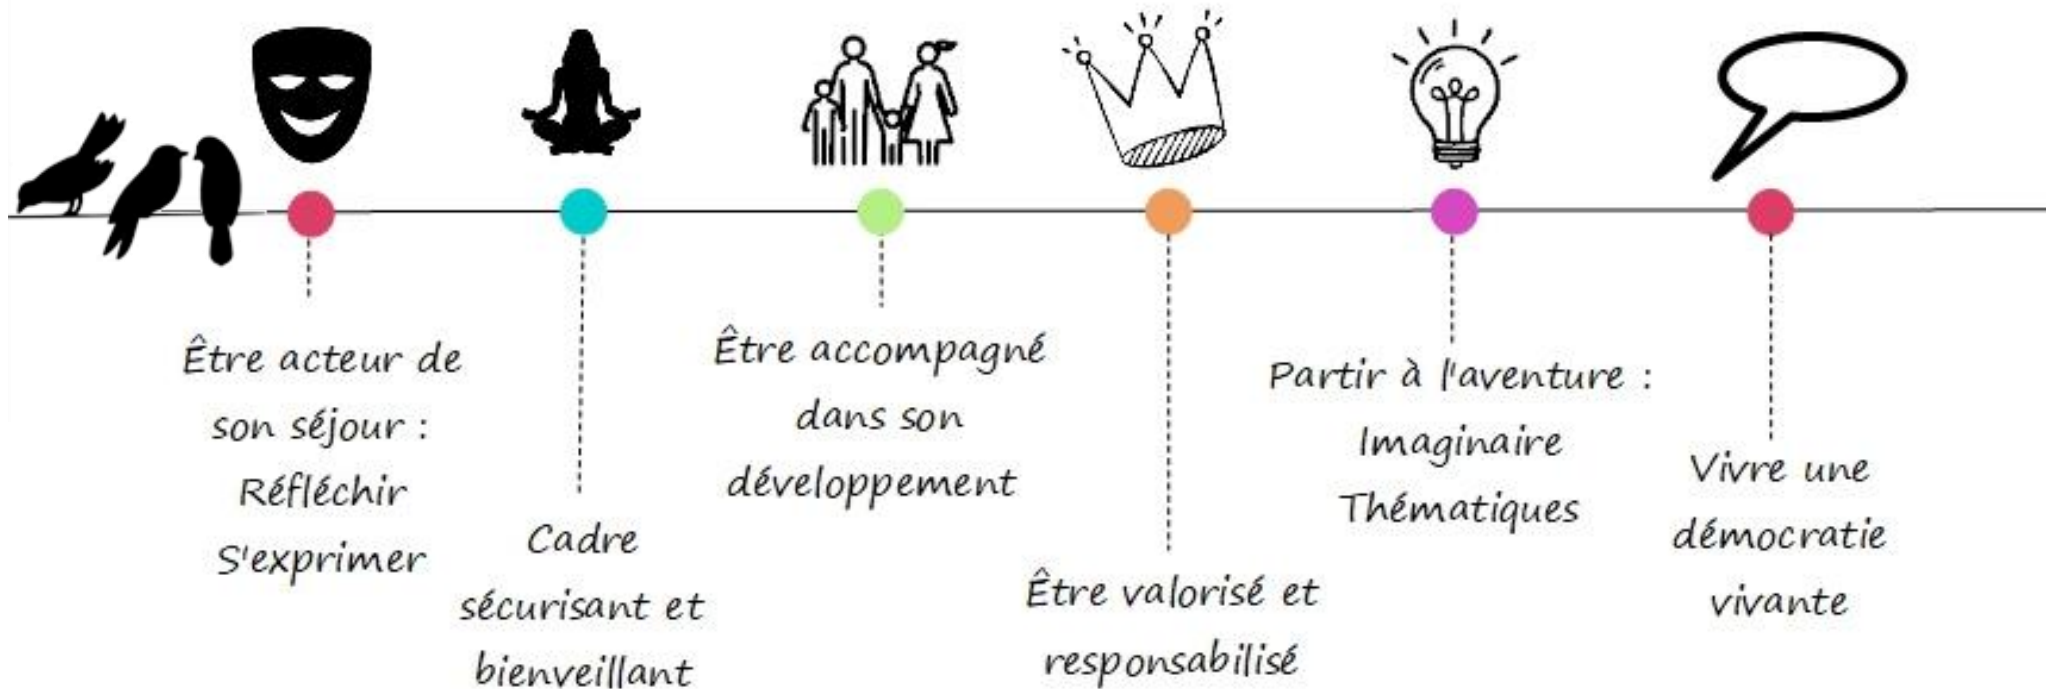 Être acteur de
son séjour :
Réfléchir
S'exprimer
Cadre
sécurisant et
bienveillant
Être accompagné
dans son
développement
Être valorisé et
responsabilisé
Partir à l'aventure :
Imaginaire
Thématiques
Vivre une
démocratie
vivante